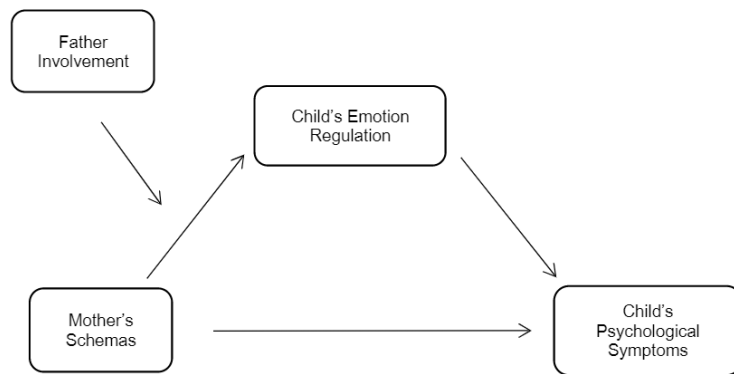 Father
Involvement
Child's Emotion
Regulation
Mother's
Schemas
Child's
Psychological
Symptoms